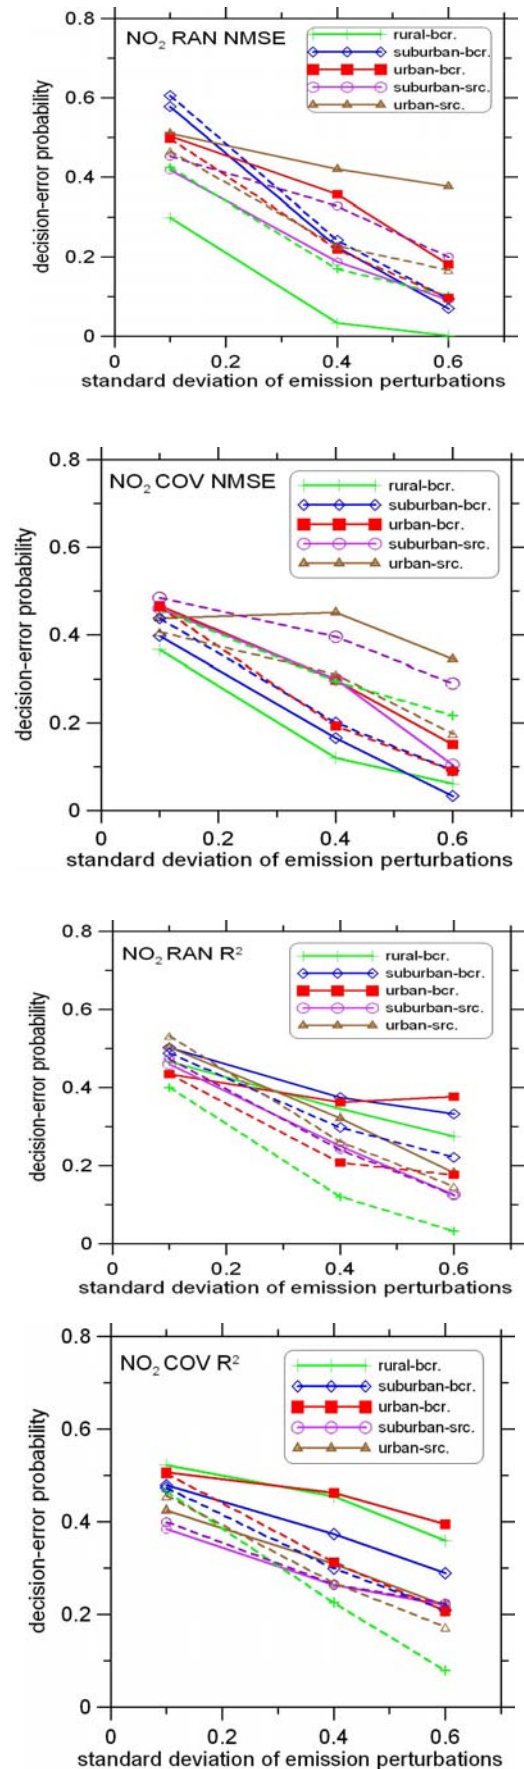 NO₂ RAN NMSE
rural-bcr.
suburban-bcr.
urban-bcr.
suburban-src.
urban-src.
decision-error probability
0.8
0.6
0.4
0.2
0
0
0.2
0.4
0.6
standard deviation of emission perturbations
NO₂ COV NMSE
rural-bcr.
suburban-bcr.
urban-bcr.
suburban-src.
urban-src.
decision-error probability
0.8
0.6
0.4
0.2
0
0
0.2
0.4
0.6
standard deviation of emission perturbations
NO₂ RAN R²
rural-bcr.
suburban-bcr.
urban-bcr.
suburban-src.
urban-src.
decision-error probability
0.8
0.6
0.4
0.2
0
0
0.2
0.4
0.6
standard deviation of emission perturbations
NO₂ COV R²
rural-bcr.
suburban-bcr.
urban-bcr.
suburban-src.
urban-src.
decision-error probability
0.8
0.6
0.4
0.2
0
0
0.2
0.4
0.6
standard deviation of emission perturbations